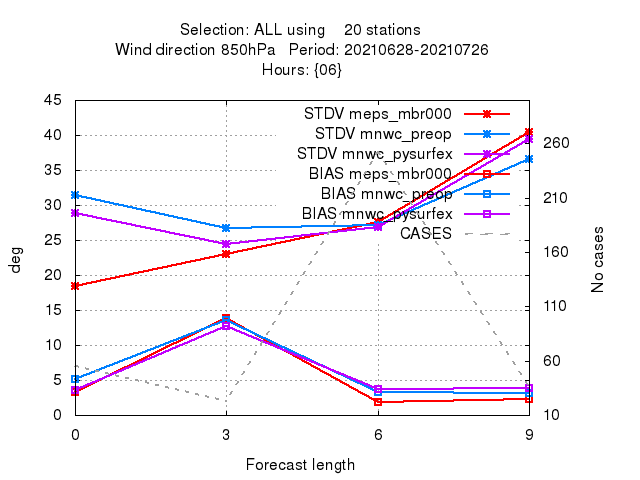 Selection: ALL using 20 stations
Wind direction 850hPa Period: 20210628-20210726
Hours: {06}
45
40
35
30
25
20
15
10
5
0
deg
STDV meps_mbr000
STDV mnwc_preop
STDV mnwc_pysurfex
BIAS meps_mbr000
BIAS mnwc_preop
BIAS mnwc_pysurfex
CASES
260
210
160
110
60
10
No cases
0 3 6 9
Forecast length